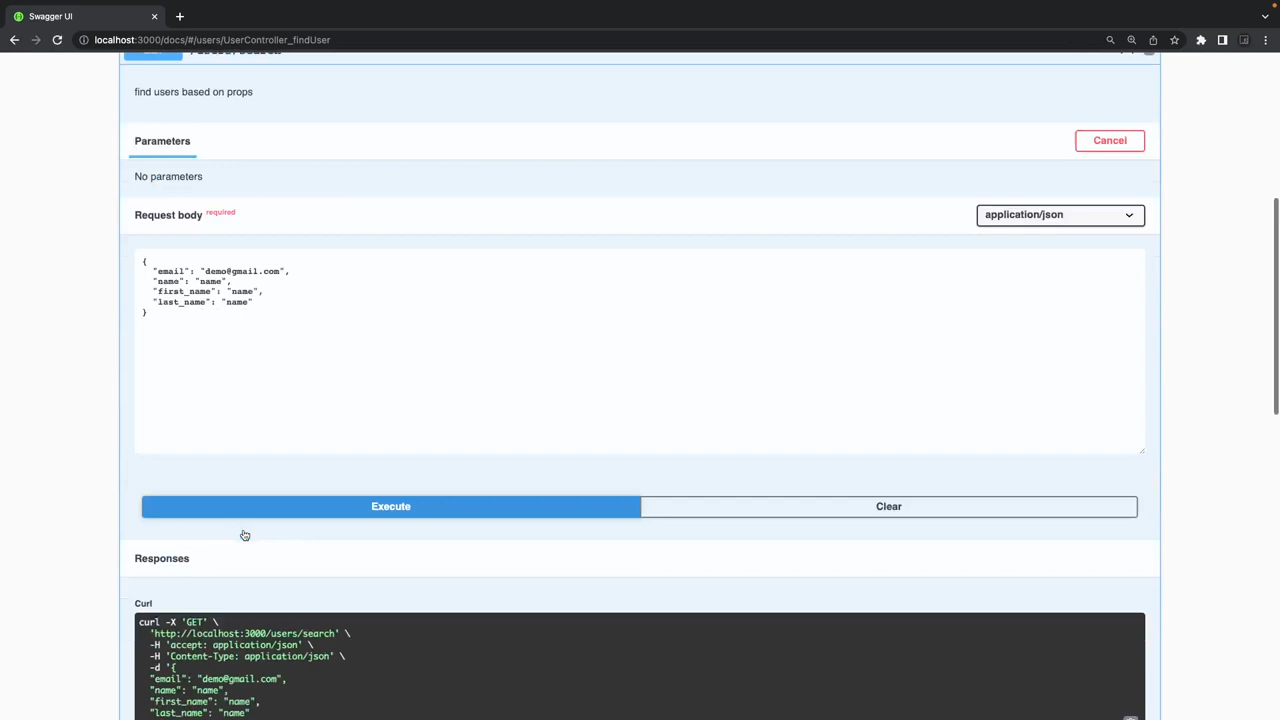 Swagger UI
localhost:3000/docs/#/users/UserController_findUser
find users based on props
Parameters
Cancel
No parameters
Request body required
application/json
{
"email": "demo@gmail.com",
"name": "name",
"first_name": "name",
"last_name": "name"
}
Execute
Clear
Responses
Curl
curl -X 'GET' \
'http://localhost:3000/users/search' \
-H 'accept: application/json' \
-H 'Content-Type: application/json' \
-d '{
"email": "demo@gmail.com",
"name": "name",
"first_name": "name",
"last_name": "name"